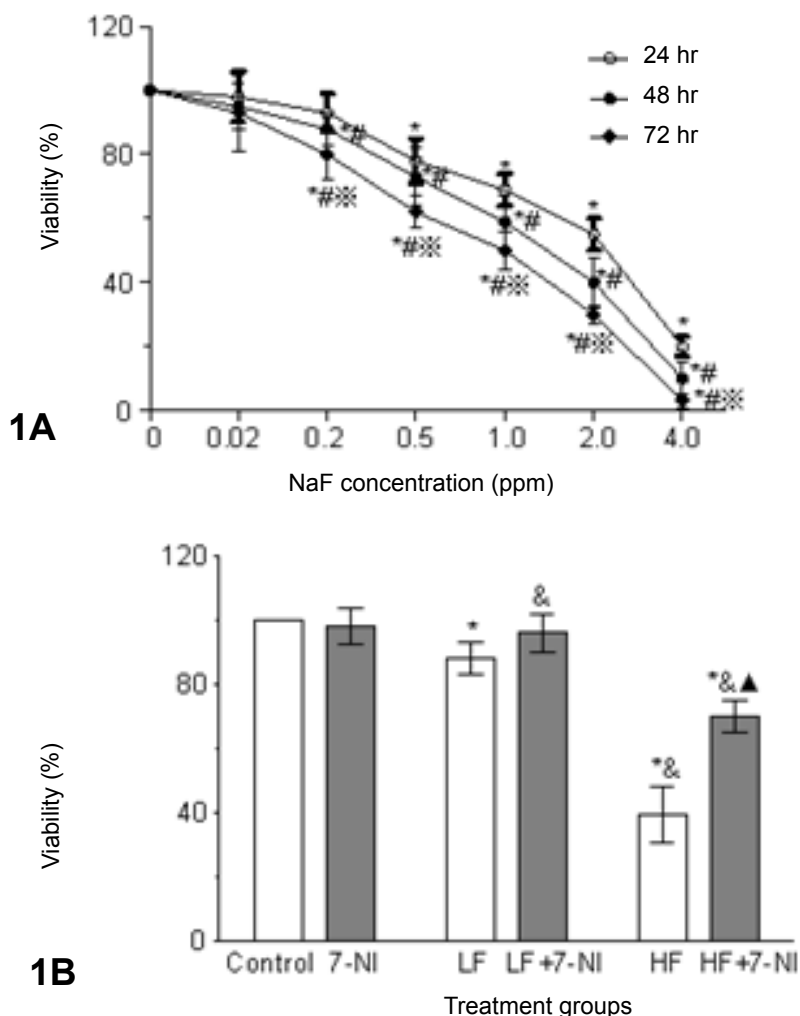 120
24 hr
48 hr
72 hr
*#
*
*
80
*#
*#※
*#
*
Viability (%)
*#※
*#※
40
*#
*#※
*
*#
*#※
0
1A
0 0.02 0.2 0.5 1.0 2.0 4.0
NaF concentration (ppm)
120
&
*
80
*&▲
Viability (%)
*&
40
0
Control 7-NI LF LF+7-NI HF HF+7-NI
1B
Treatment groups